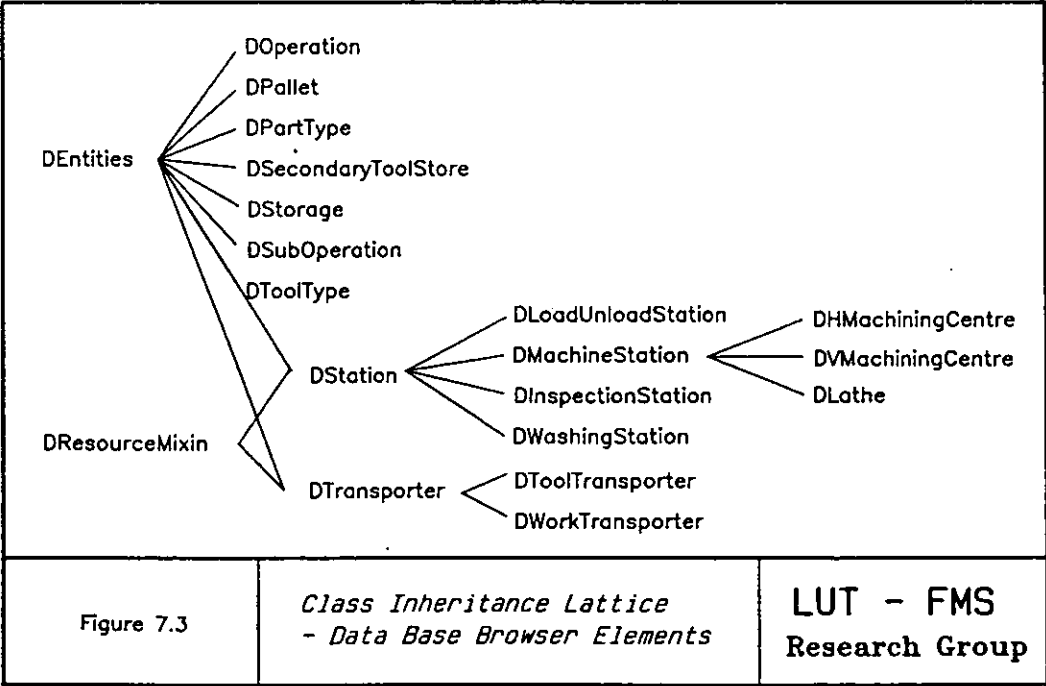 DOperation
DPallet
DPartType
DEntities
DSecondaryToolStore
DStorage
DSubOperation
DToolType
DLoadUnloadStation
DHMachiningCentre
DMachineStation
DVMachiningCentre
DStation
DInspectionStation
DLathe
DResourceMixin
DWashingStation
DTransporter
DToolTransporter
DWorkTransporter
Figure 7.3
Class Inheritance Lattice
- Data Base Browser Elements
LUT - FMS
Research Group